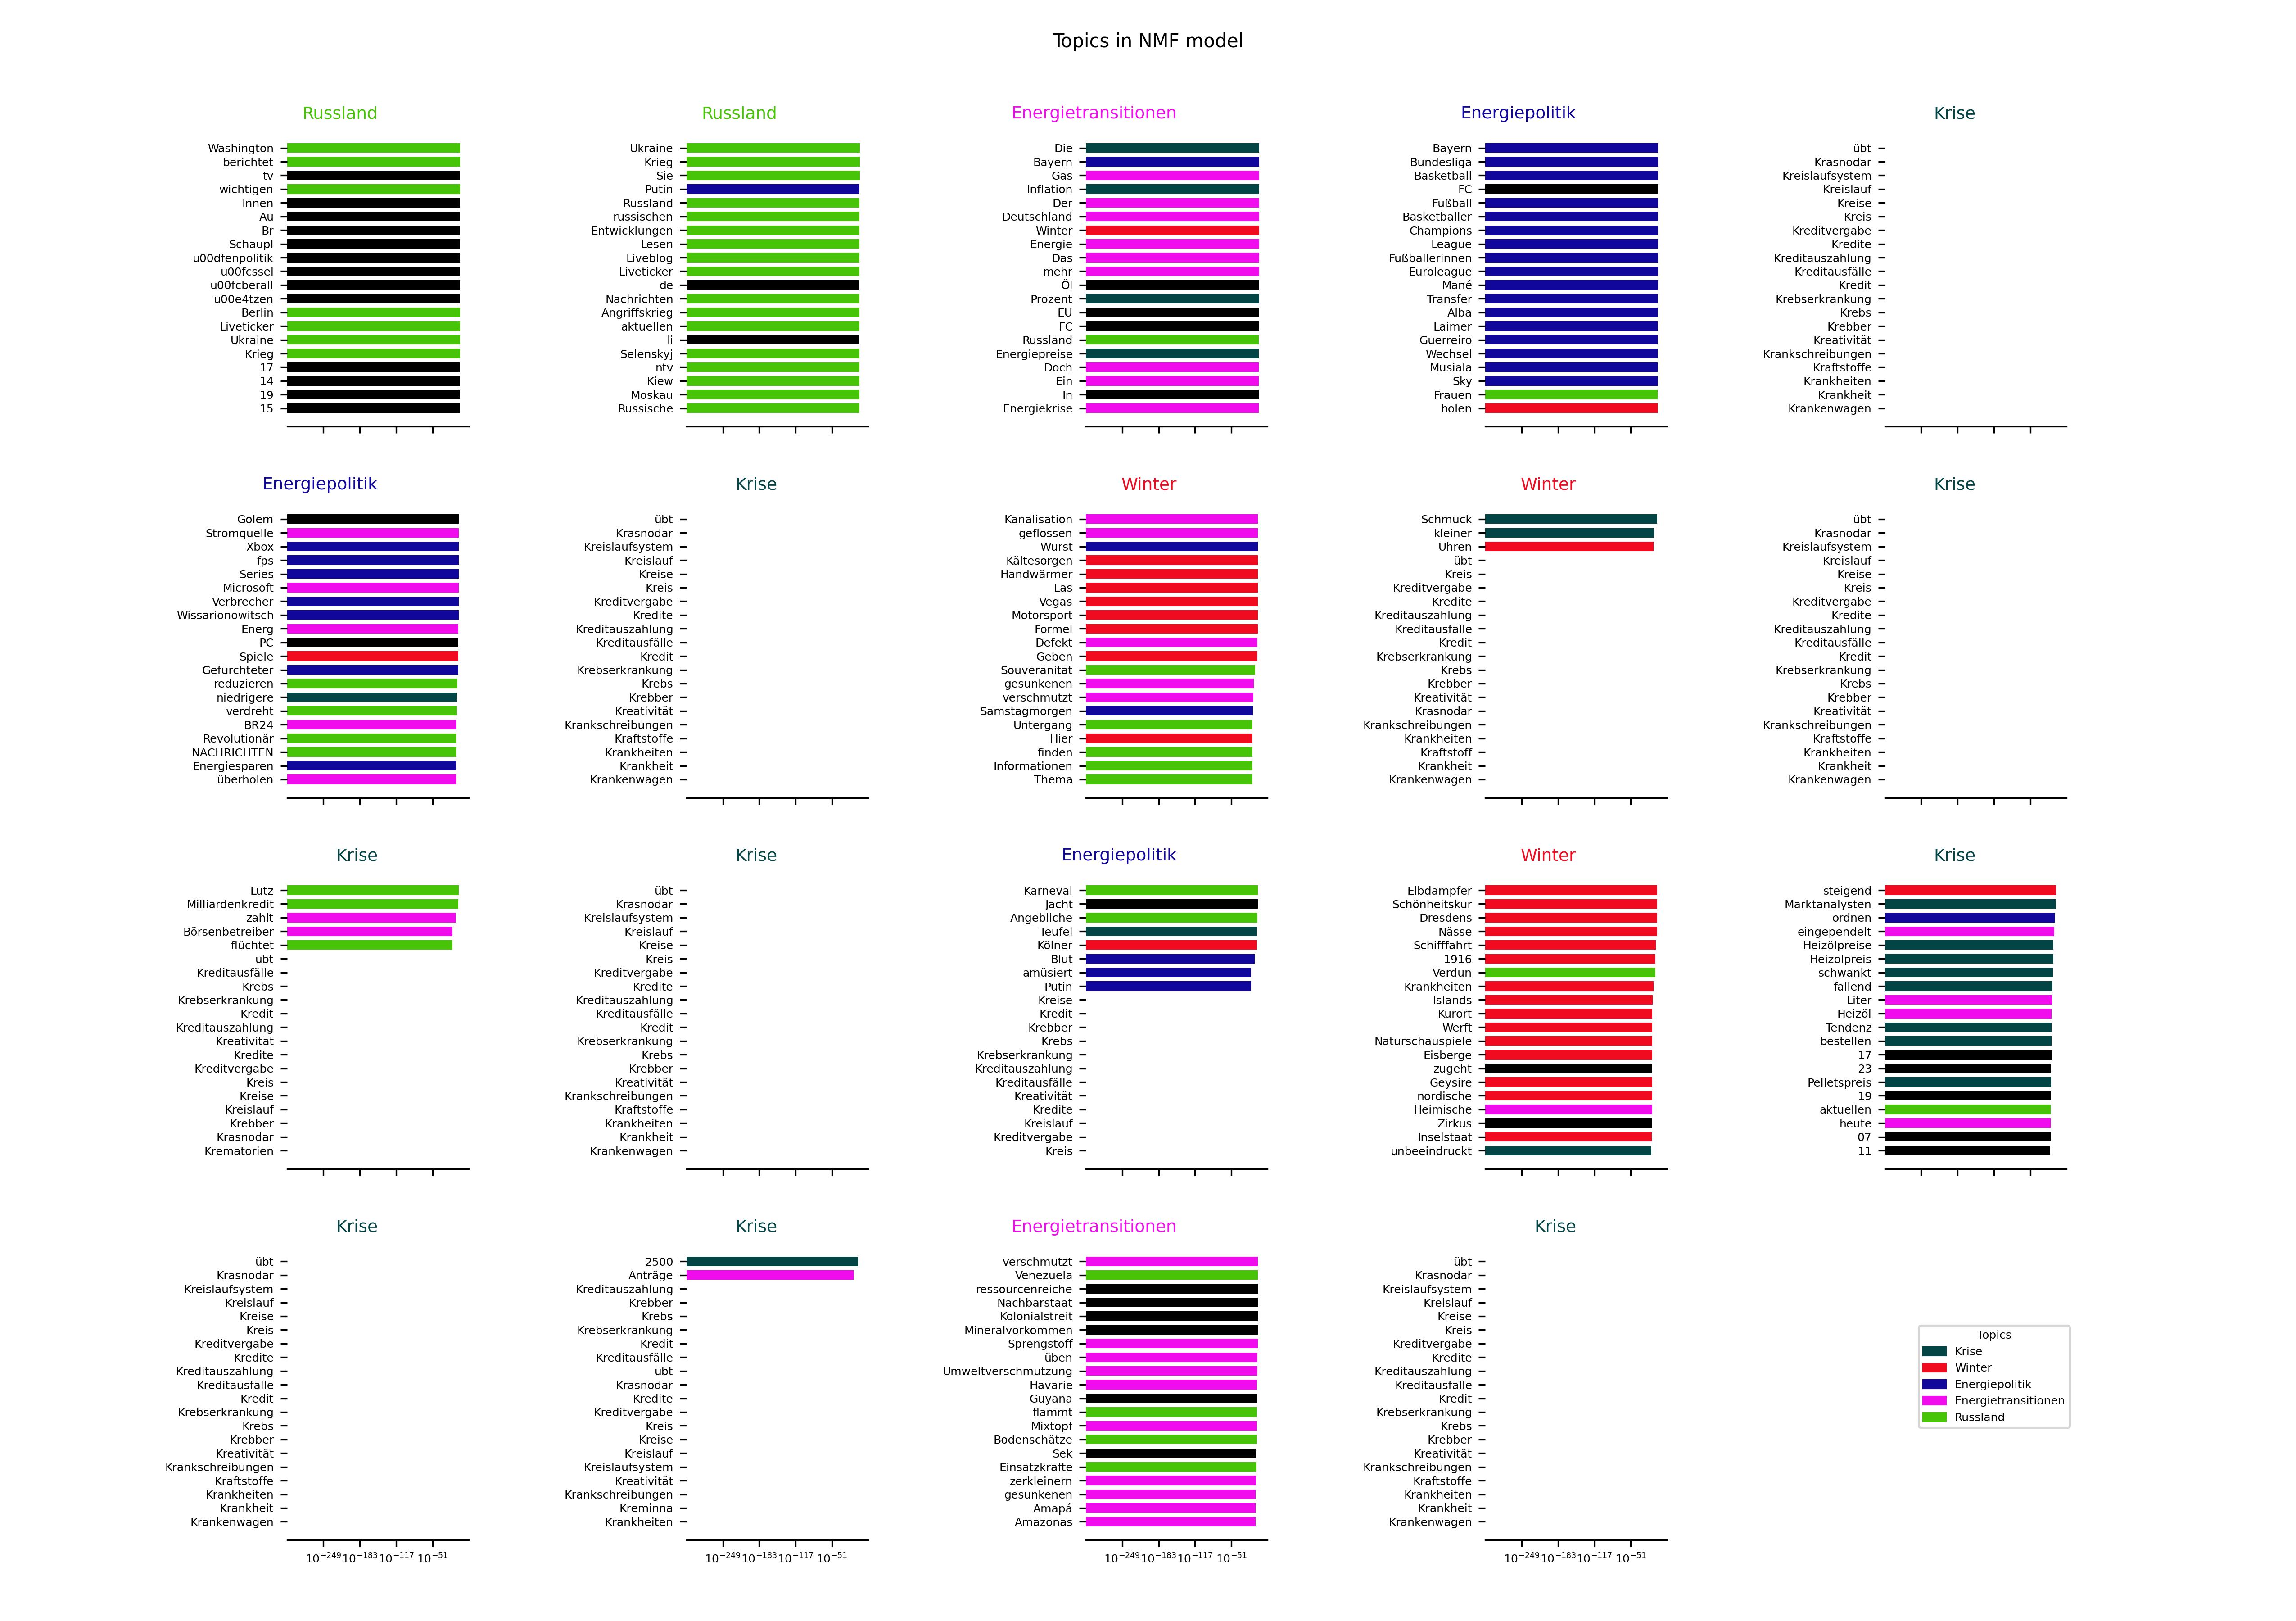 Topics in NMF model
Russland
Washington
berichtet
tv
wichtigen
Innen
Au
Br
Schaupl
u00dfenpolitik
u00fcssel
u00fcberall
u00e4tzen
Berlin
Liveticker
Ukraine
Krieg
17
14
19
15
Russland
Ukraine
Krieg
Sie
Putin
Russland
russischen
Entwicklungen
Lesen
Liveblog
Liveticker
de
Nachrichten
Angriffskrieg
aktuellen
li
Selenskyj
ntv
Kiew
Moskau
Russische
Energietransitionen
Die
Bayern
Gas
Inflation
Der
Deutschland
Winter
Energie
Das
mehr
Öl
Prozent
EU
FC
Russland
Energiepreise
Doch
Ein
In
Energiekrise
Energiepolitik
Bayern
Bundesliga
Basketball
FC
Fußball
Basketballer
Champions
League
Fußballerinnen
Euroleague
Mané
Transfer
Alba
Laimer
Guerreiro
Wechsel
Musiala
Sky
Frauen
holen
Krise
übt
Krasnodar
Kreislaufsystem
Kreislauf
Kreise
Kreis
Kreditvergabe
Kredite
Kreditauszahlung
Kreditausfälle
Kredit
Krebserkrankung
Krebs
Krebber
Kreativität
Krankschreibungen
Kraftstoffe
Krankheiten
Krankheit
Krankenwagen
Energiepolitik
Golem
Stromquelle
Xbox
fps
Series
Microsoft
Verbrecher
Wissarionowitsch
Energ
PC
Spiele
Gefürchteter
reduzieren
niedrigere
verdreht
BR24
Revolutionär
NACHRICHTEN
Energiesparen
überholen
Krise
übt
Krasnodar
Kreislaufsystem
Kreislauf
Kreise
Kreis
Kreditvergabe
Kredite
Kreditauszahlung
Kreditausfälle
Kredit
Krebserkrankung
Krebs
Krebber
Kreativität
Krankschreibungen
Kraftstoffe
Krankheiten
Krankheit
Krankenwagen
Winter
Kanalisation
geflossen
Wurst
Kältesorgen
Handwärmer
Las
Vegas
Motorsport
Formel
Defekt
Geben
Souveränität
gesunkenen
verschmutzt
Samstagmorgen
Untergang
Hier
finden
Informationen
Thema
Winter
Schmuck
kleiner
Uhren
übt
Kreis
Kreditvergabe
Kredite
Kreditauszahlung
Kreditausfälle
Kredit
Krebserkrankung
Krebs
Krebber
Kreativität
Krasnodar
Krankschreibungen
Krankheiten
Kraftstoff
Krankheit
Krankenwagen
Krise
übt
Krasnodar
Kreislaufsystem
Kreislauf
Kreise
Kreis
Kreditvergabe
Kredite
Kreditauszahlung
Kreditausfälle
Kredit
Krebserkrankung
Krebs
Krebber
Kreativität
Krankschreibungen
Kraftstoffe
Krankheiten
Krankheit
Krankenwagen
Krise
Lutz
Milliardenkredit
zahlt
Börsenbetreiber
flüchtet
übt
Kreditausfälle
Krebs
Krebserkrankung
Kredit
Kreditauszahlung
Kreativität
Kredite
Kreditvergabe
Kreis
Kreise
Kreislauf
Krebber
Krasnodar
Krematorien
Krise
übt
Krasnodar
Kreislaufsystem
Kreislauf
Kreise
Kreis
Kreditvergabe
Kredite
Kreditauszahlung
Kreditausfälle
Kredit
Krebserkrankung
Krebs
Krebber
Kreativität
Krankschreibungen
Kraftstoffe
Krankheiten
Krankheit
Krankenwagen
Energiepolitik
Karneval
Jacht
Angebliche
Teufel
Kölner
Blut
amüsiert
Putin
Kreise
Kredit
Krebber
Krebs
Krebserkrankung
Kreditauszahlung
Kreditausfälle
Kreativität
Kredite
Kreislauf
Kreditvergabe
Kreis
Winter
Elbdampfer
Schönheitskur
Dresdens
Nässe
Schifffahrt
1916
Verdun
Krankheiten
Islands
Kurort
Werft
Naturschauspiele
Eisberge
zugeht
Geysire
nordische
Heimische
Zirkus
Inselstaat
unbeeindruckt
Krise
steigend
Marktanalysten
ordnen
eingependelt
Heizölpreise
Heizölpreis
schwankt
fallend
Liter
Heizöl
Tendenz
bestellen
17
23
Pelletspreis
19
aktuellen
heute
07
11
Krise
übt
Krasnodar
Kreislaufsystem
Kreislauf
Kreise
Kreis
Kreditvergabe
Kredite
Kreditauszahlung
Kreditausfälle
Kredit
Krebserkrankung
Krebs
Krebber
Kreativität
Krankschreibungen
Kraftstoffe
Krankheiten
Krankheit
Krankenwagen
10^-249 10^-183 10^-117 10^-51
Krise
2500
Anträge
Kreditauszahlung
Krebber
Krebs
Krebserkrankung
Kredit
Kreditausfälle
übt
Krasnodar
Kredite
Kreditvergabe
Kreis
Kreise
Kreislauf
Kreislaufsystem
Kreativität
Krankschreibungen
Kreminna
Krankheiten
10^-249 10^-183 10^-117 10^-51
Energietransitionen
verschmutzt
Venezuela
ressourcenreiche
Nachbarstaat
Kolonialstreit
Mineralvorkommen
Sprengstoff
üben
Umweltverschmutzung
Havarie
Guyana
flammt
Mixtopf
Bodenschätze
Sek
Einsatzkräfte
zerkleinern
gesunkenen
Amapá
Amazonas
10^-249 10^-183 10^-117 10^-51
Krise
übt
Krasnodar
Kreislaufsystem
Kreislauf
Kreise
Kreis
Kreditvergabe
Kredite
Kreditauszahlung
Kreditausfälle
Kredit
Krebserkrankung
Krebs
Krebber
Kreativität
Krankschreibungen
Kraftstoffe
Krankheiten
Krankheit
Krankenwagen
10^-249 10^-183 10^-117 10^-51
Topics
Krise
Winter
Energiepolitik
Energietransitionen
Russland